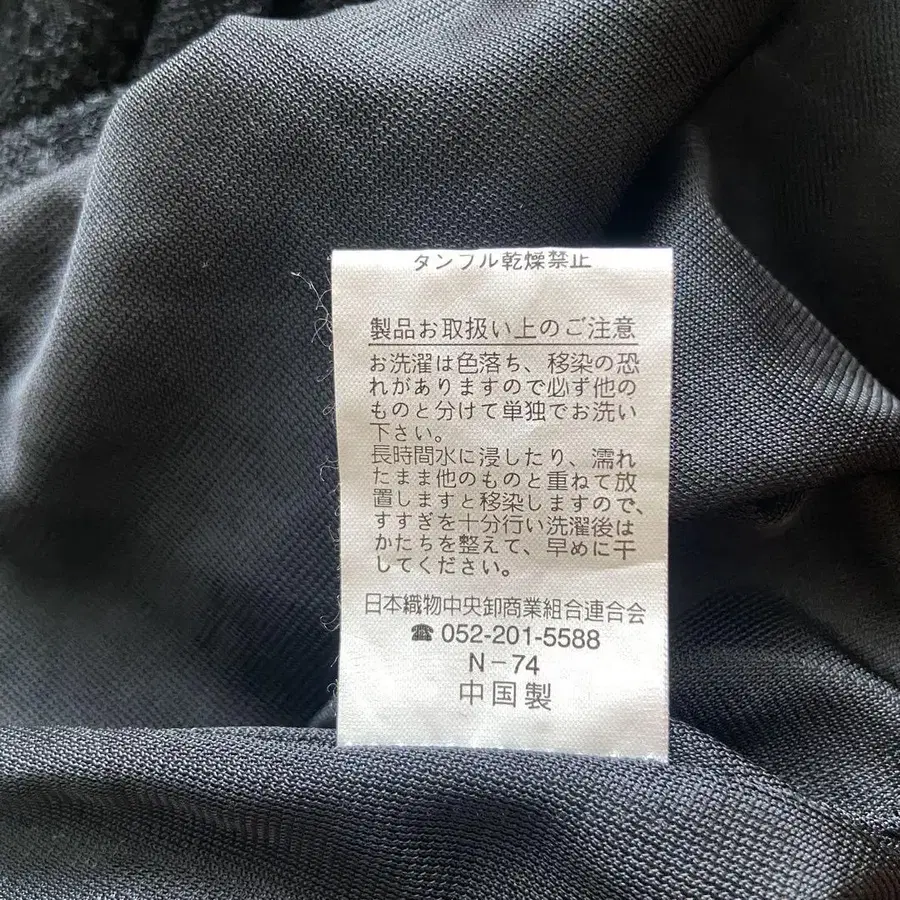 タンブル乾燥禁止
製品お取扱い上のご注意
お洗濯は色落ち、移染の恐
れがありますので必ず他の
ものと分けて単独でお洗い
下さい。
長時間水に浸したり、濡れ
たまま他のものと重ねて放
置しますと移染しますので、
すすぎを十分行い洗濯後は
かたちを整えて、早めに干
してください。
日本織物中央卸商業組合連合会
☎ 052-201-5588
N-74
中国製